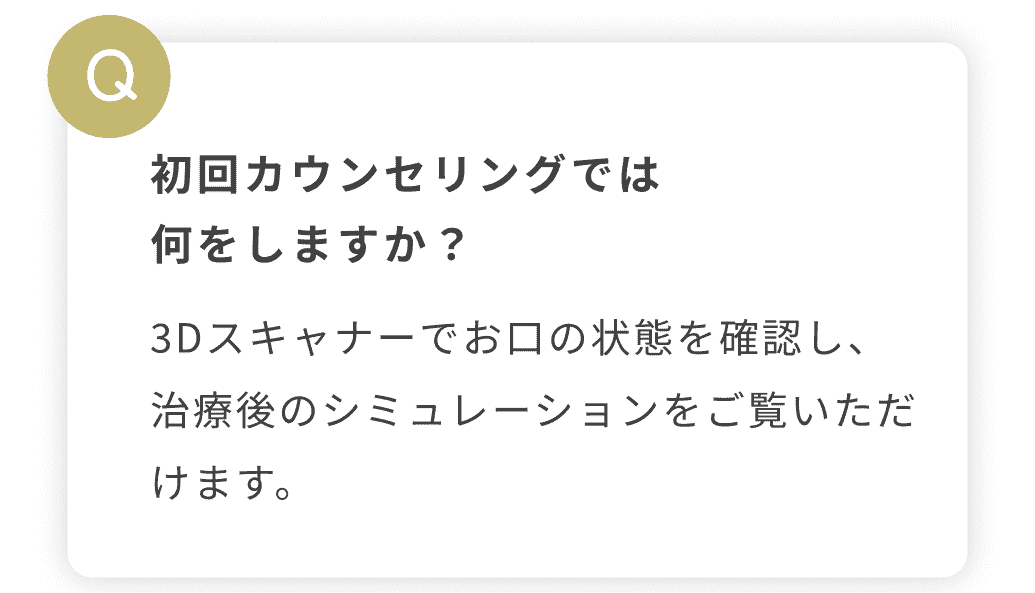 Q
初回カウンセリングでは
何をしますか？
3Dスキャナーでお口の状態を確認し、
治療後のシミュレーションをご覧いただ
けます。